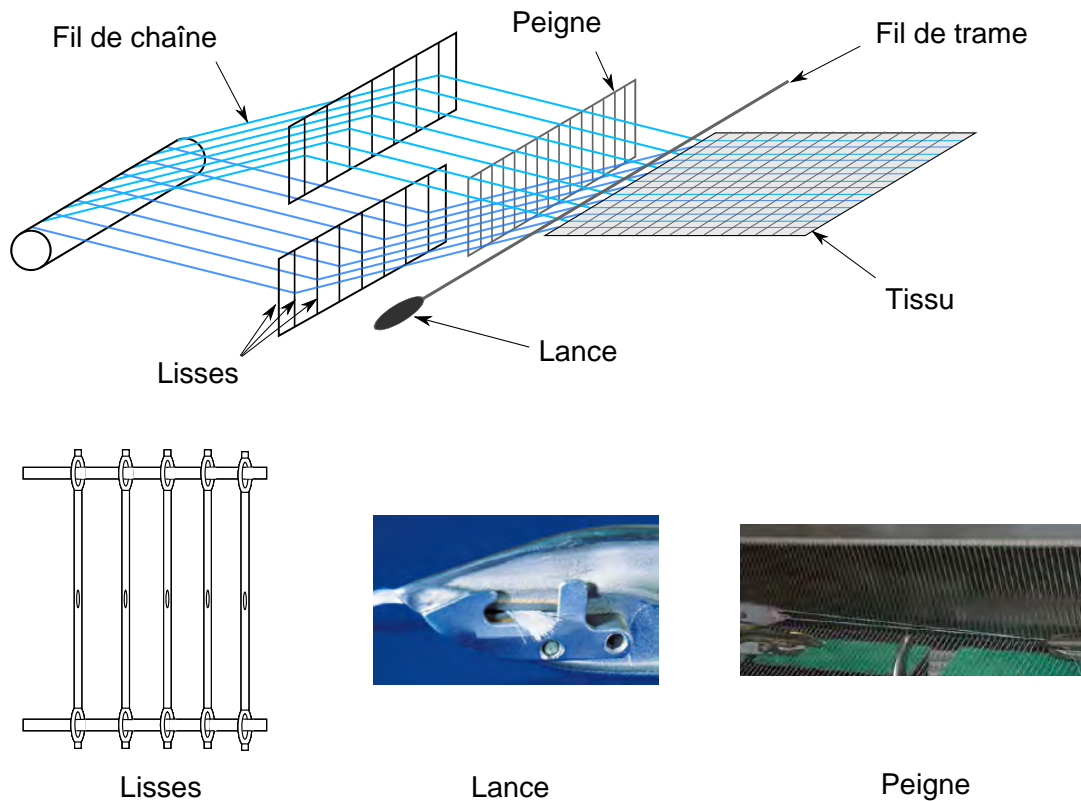 Fil de chaîne
Peigne
Fil de trame
Tissu
Lance
Lisses
Lisses
Lance
Peigne